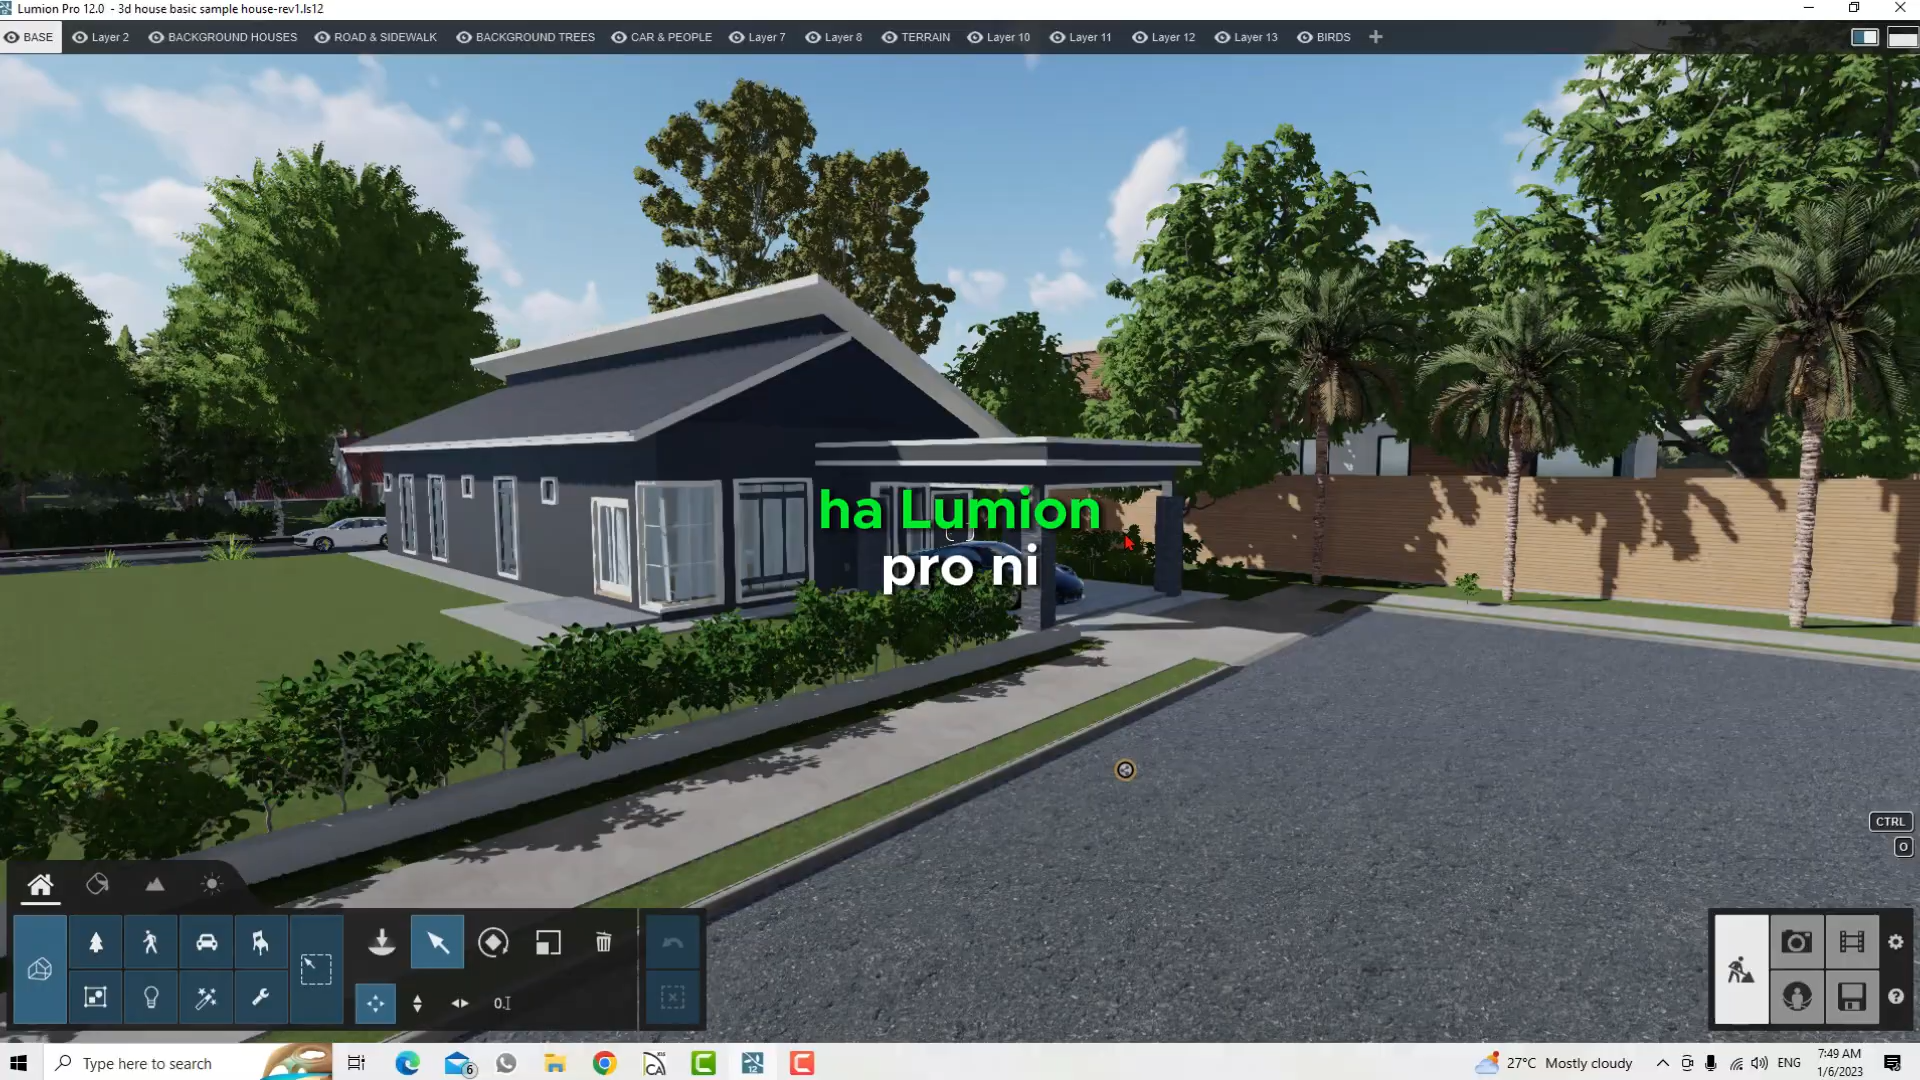 Lumion Pro 12.0 - 3d house basic sample house-rev1.ls12
BASE
Layer 2
BACKGROUND HOUSES
ROAD & SIDEWALK
BACKGROUND TREES
CAR & PEOPLE
Layer 7
Layer 8
TERRAIN
Layer 10
Layer 11
Layer 12
Layer 13
BIRDS
ha Lumion
pro ni
CTRL
O
Type here to search
6
12
27°C Mostly cloudy
ENG
7:49 AM
1/6/2023